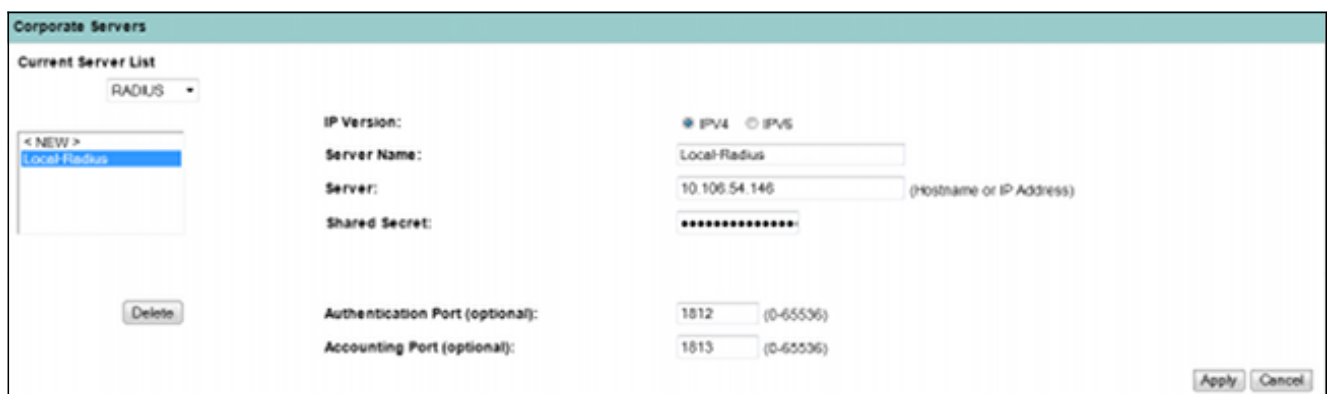 Corporate Servers
Current Server List
RADIUS
< NEW >
Local-Radius
Delete
IP Version: IPV4 IPV6
Server Name: Local-Radius
Server: 10.106.54.146 (Hostname or IP Address)
Shared Secret: ••••••••••••••
Authentication Port (optional): 1812 (0-65536)
Accounting Port (optional): 1813 (0-65536)
Apply Cancel